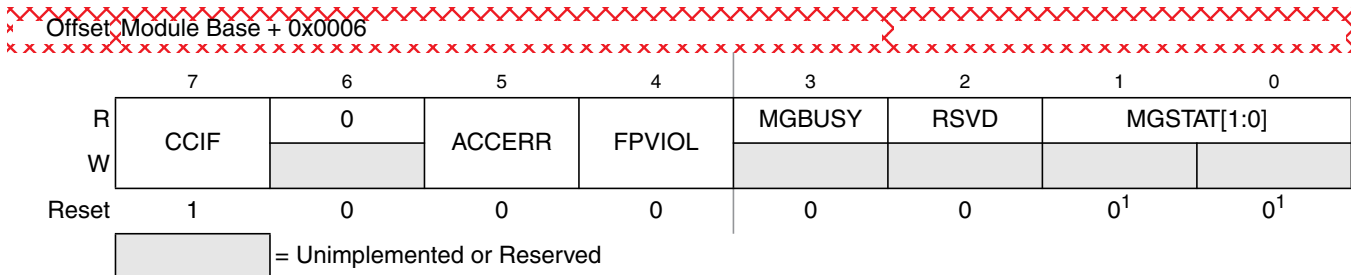 Offset Module Base + 0x0006
7 6 5 4 3 2 1 0
R CCIF 0 ACCERR FPVIOL MGBUSY RSVD MGSTAT[1:0]
W
Reset 1 0 0 0 0 0 0¹ 0¹
= Unimplemented or Reserved